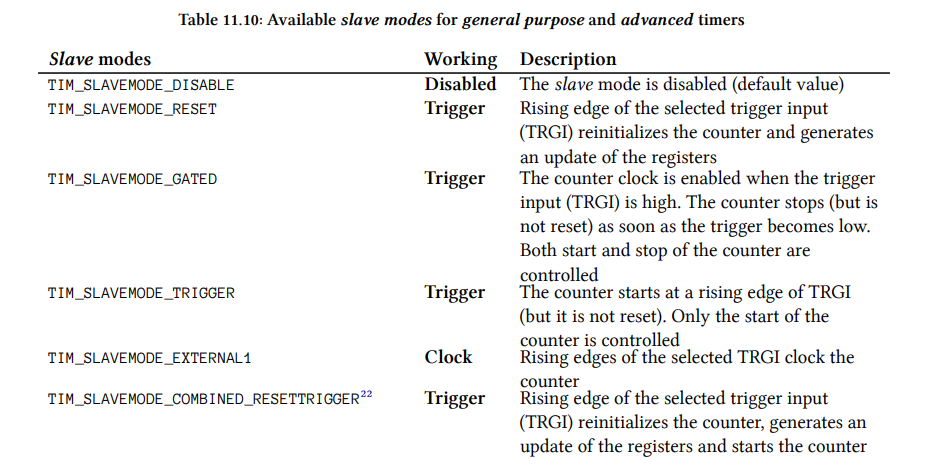 Table 11.10: Available slave modes for general purpose and advanced timers
Slave modes Working Description
TIM_SLAVEMODE_DISABLE Disabled The slave mode is disabled (default value)
TIM_SLAVEMODE_RESET Trigger Rising edge of the selected trigger input
(TRGI) reinitializes the counter and generates
an update of the registers
TIM_SLAVEMODE_GATED Trigger The counter clock is enabled when the trigger
input (TRGI) is high. The counter stops (but is
not reset) as soon as the trigger becomes low.
Both start and stop of the counter are
controlled
TIM_SLAVEMODE_TRIGGER Trigger The counter starts at a rising edge of TRGI
(but it is not reset). Only the start of the
counter is controlled
TIM_SLAVEMODE_EXTERNAL1 Clock Rising edges of the selected TRGI clock the
counter
TIM_SLAVEMODE_COMBINED_RESETTRIGGER22 Trigger Rising edge of the selected trigger input
(TRGI) reinitializes the counter, generates an
update of the registers and starts the counter